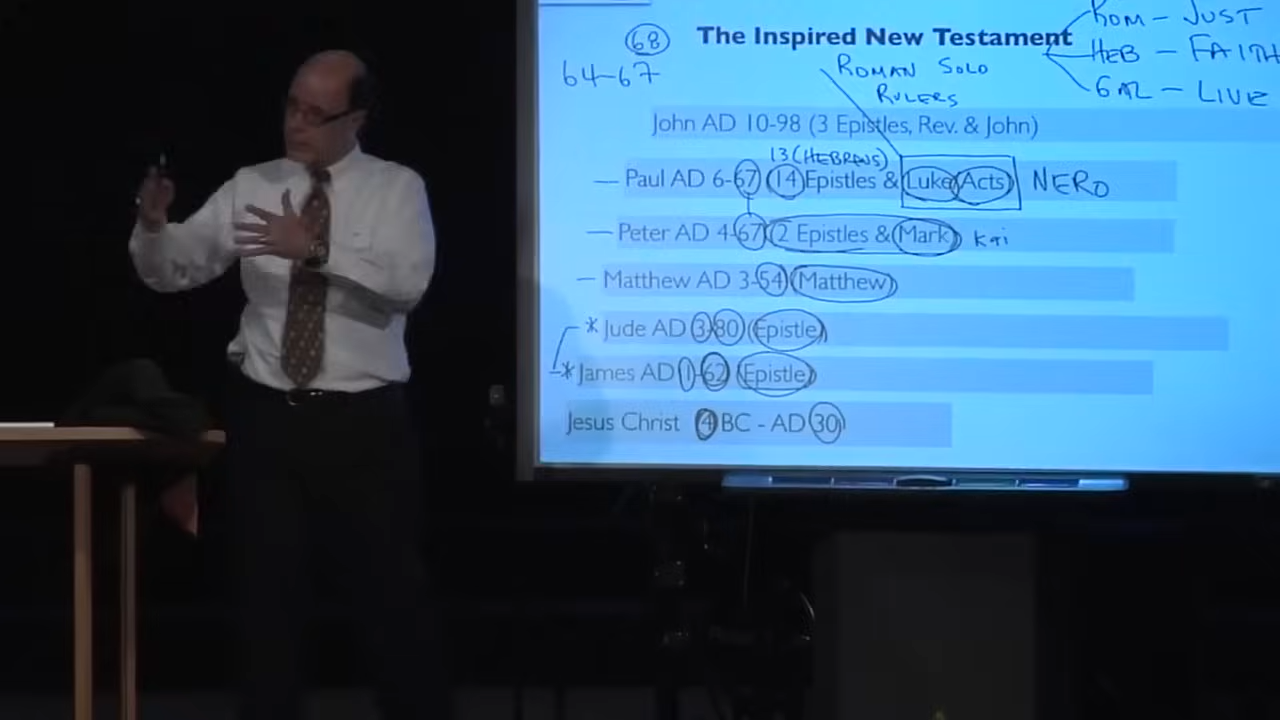 68
64-67
The Inspired New Testament
ROM - JUST
HEB - FAITH
GAL - LIVE
ROMAN SOLO
RULERS
John AD 10-98 (3 Epistles, Rev. & John)
13 (HEBREWS)
— Paul AD 6-67 (14 Epistles & Luke/Acts) NERO
— Peter AD 4-67 (2 Epistles & Mark) Kai
— Matthew AD 3-54 (Matthew)
* Jude AD 3-80 (Epistle)
* James AD 1-62 (Epistle)
Jesus Christ 4 BC - AD 30